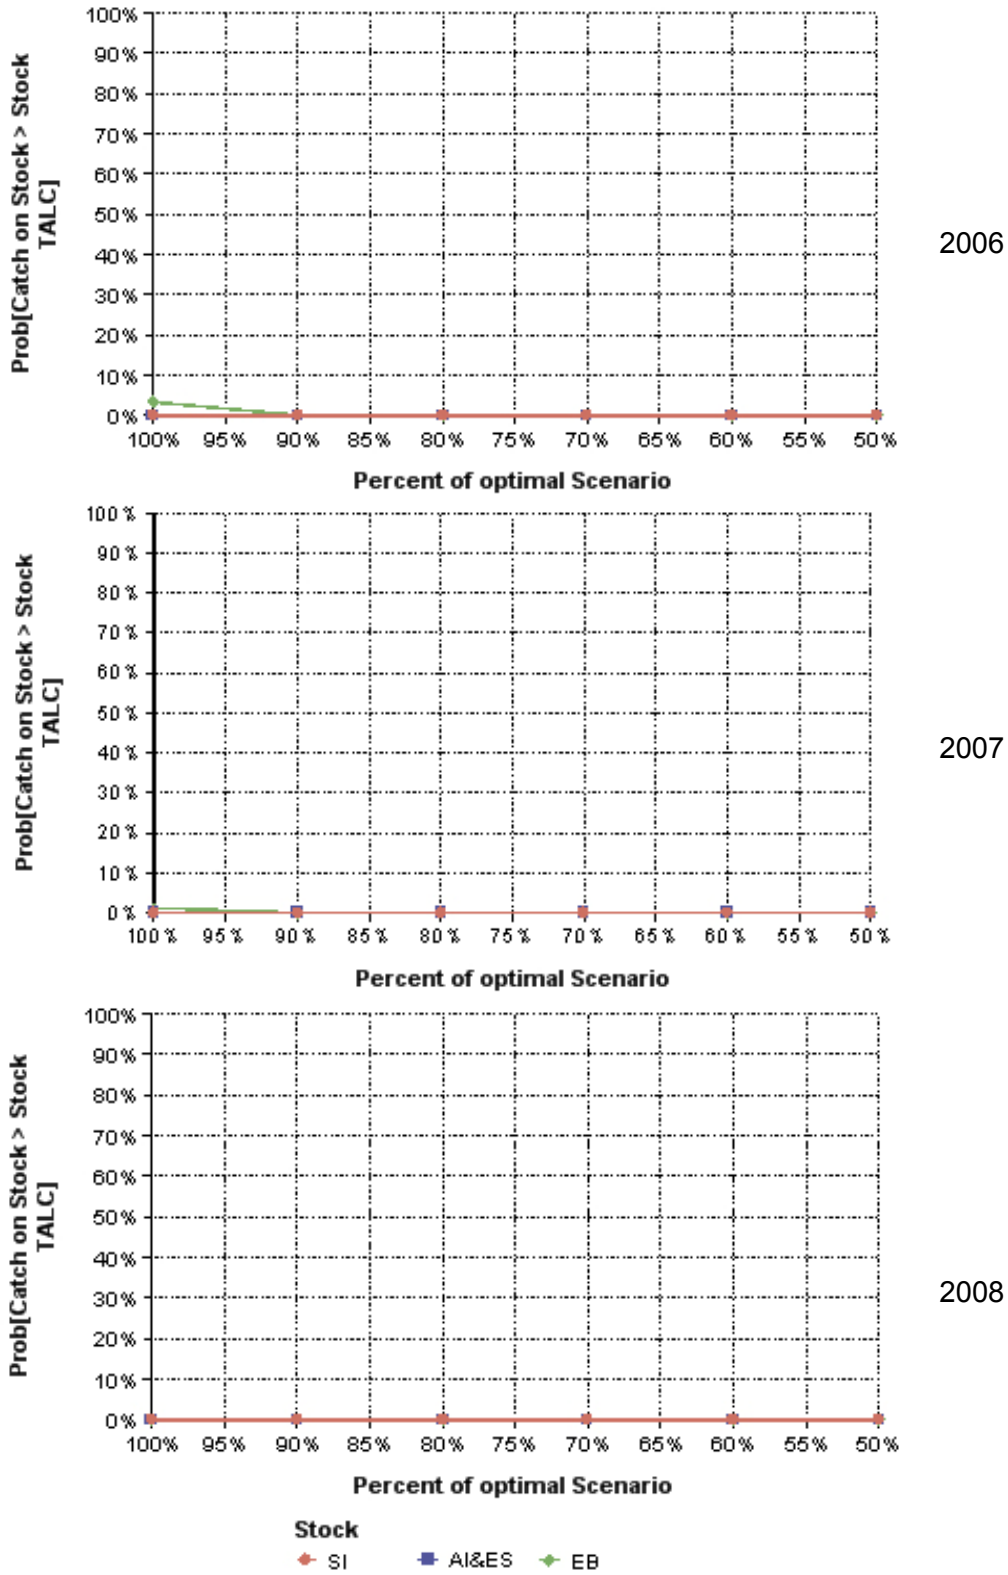 100%
90%
80%
70%
60%
50%
40%
30%
20%
10%
0%
Prob[Catch on Stock > Stock
TALC]
2006
100% 95% 90% 85% 80% 75% 70% 65% 60% 55% 50%
Percent of optimal Scenario
100%
90%
80%
70%
60%
50%
40%
30%
20%
10%
0%
Prob[Catch on Stock > Stock
TALC]
2007
100% 95% 90% 85% 80% 75% 70% 65% 60% 55% 50%
Percent of optimal Scenario
100%
90%
80%
70%
60%
50%
40%
30%
20%
10%
0%
Prob[Catch on Stock > Stock
TALC]
2008
100% 95% 90% 85% 80% 75% 70% 65% 60% 55% 50%
Percent of optimal Scenario
Stock
SI AI&ES EB